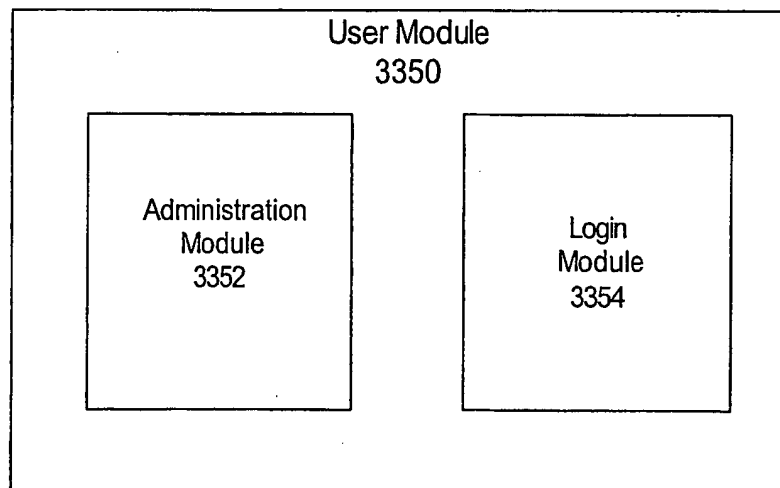 User Module
3350
Administration
Module
3352
Login
Module
3354